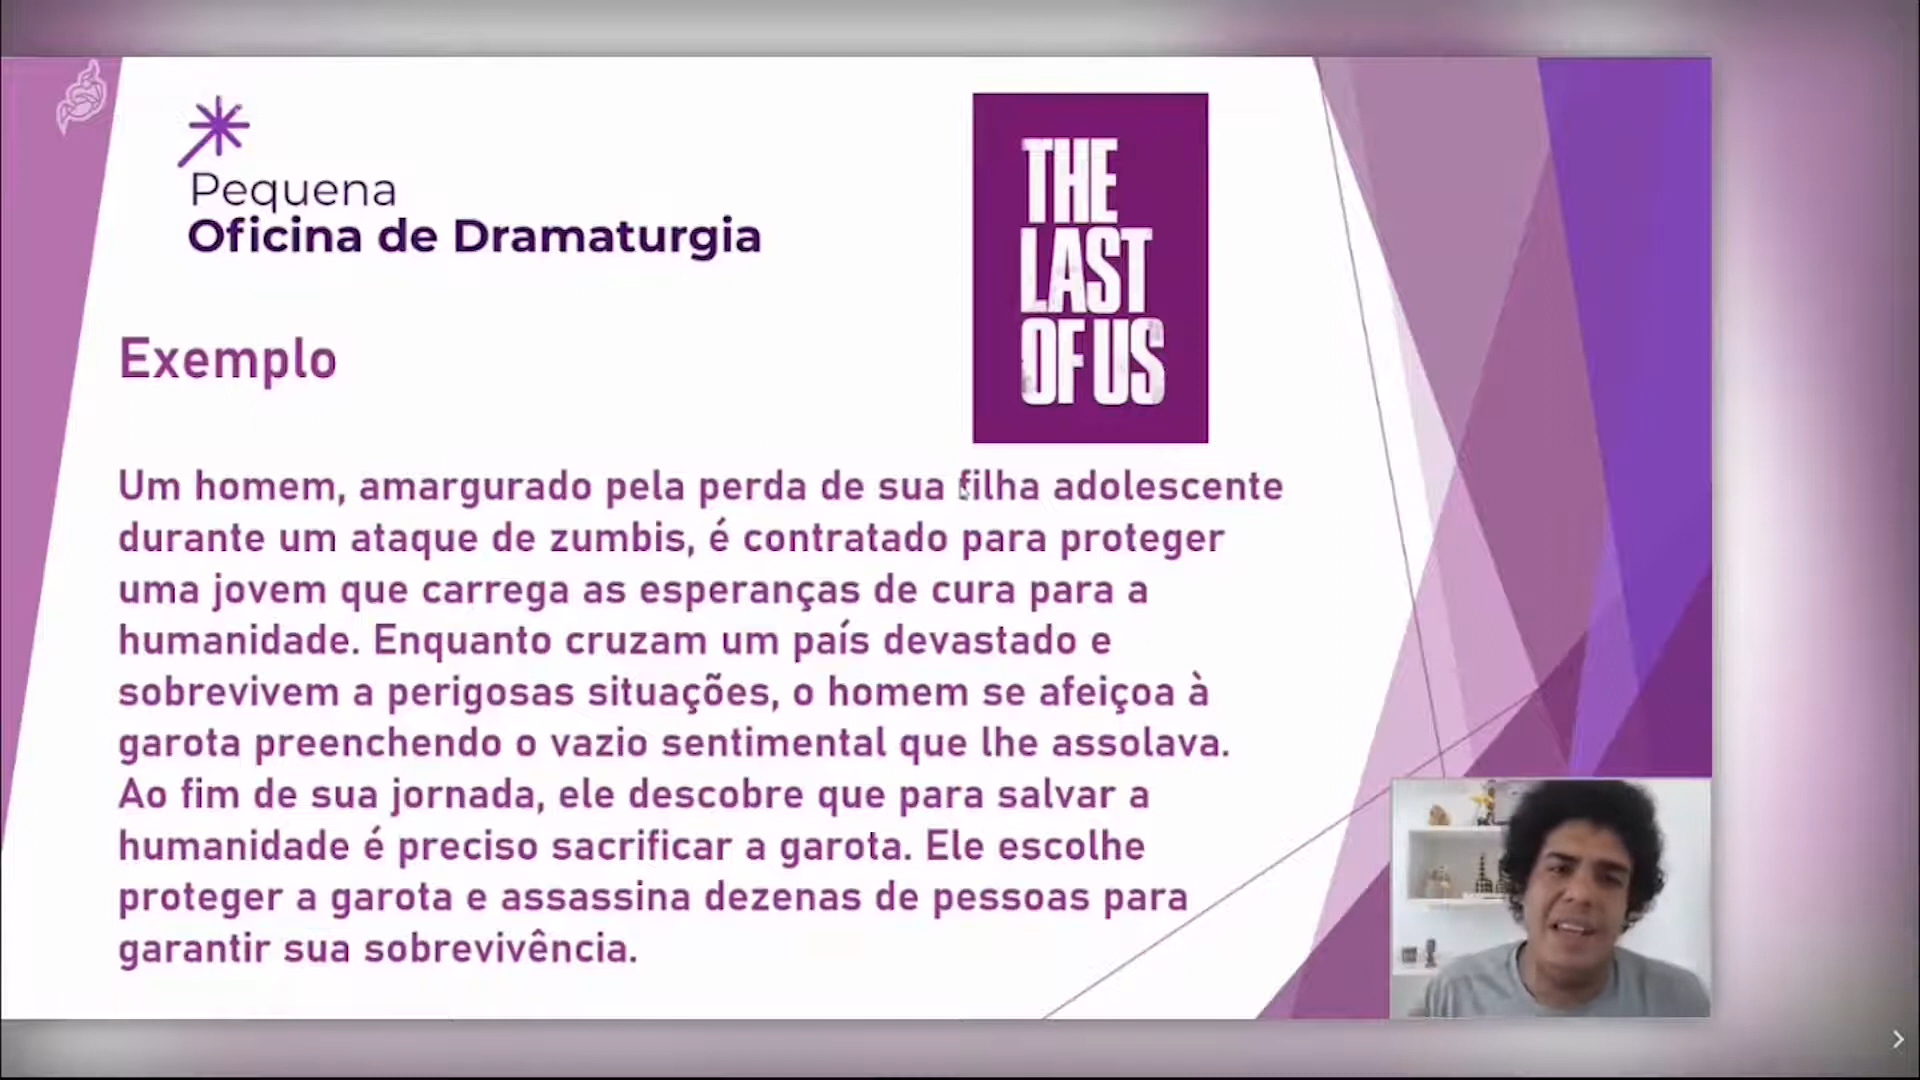 Pequena
Oficina de Dramaturgia
THE
LAST
OF US
Exemplo
Um homem, amargurado pela perda de sua filha adolescente
durante um ataque de zumbis, é contratado para proteger
uma jovem que carrega as esperanças de cura para a
humanidade. Enquanto cruzam um país devastado e
sobrevivem a perigosas situações, o homem se afeiçoa à
garota preenchendo o vazio sentimental que lhe assolava.
Ao fim de sua jornada, ele descobre que para salvar a
humanidade é preciso sacrificar a garota. Ele escolhe
proteger a garota e assassina dezenas de pessoas para
garantir sua sobrevivência.